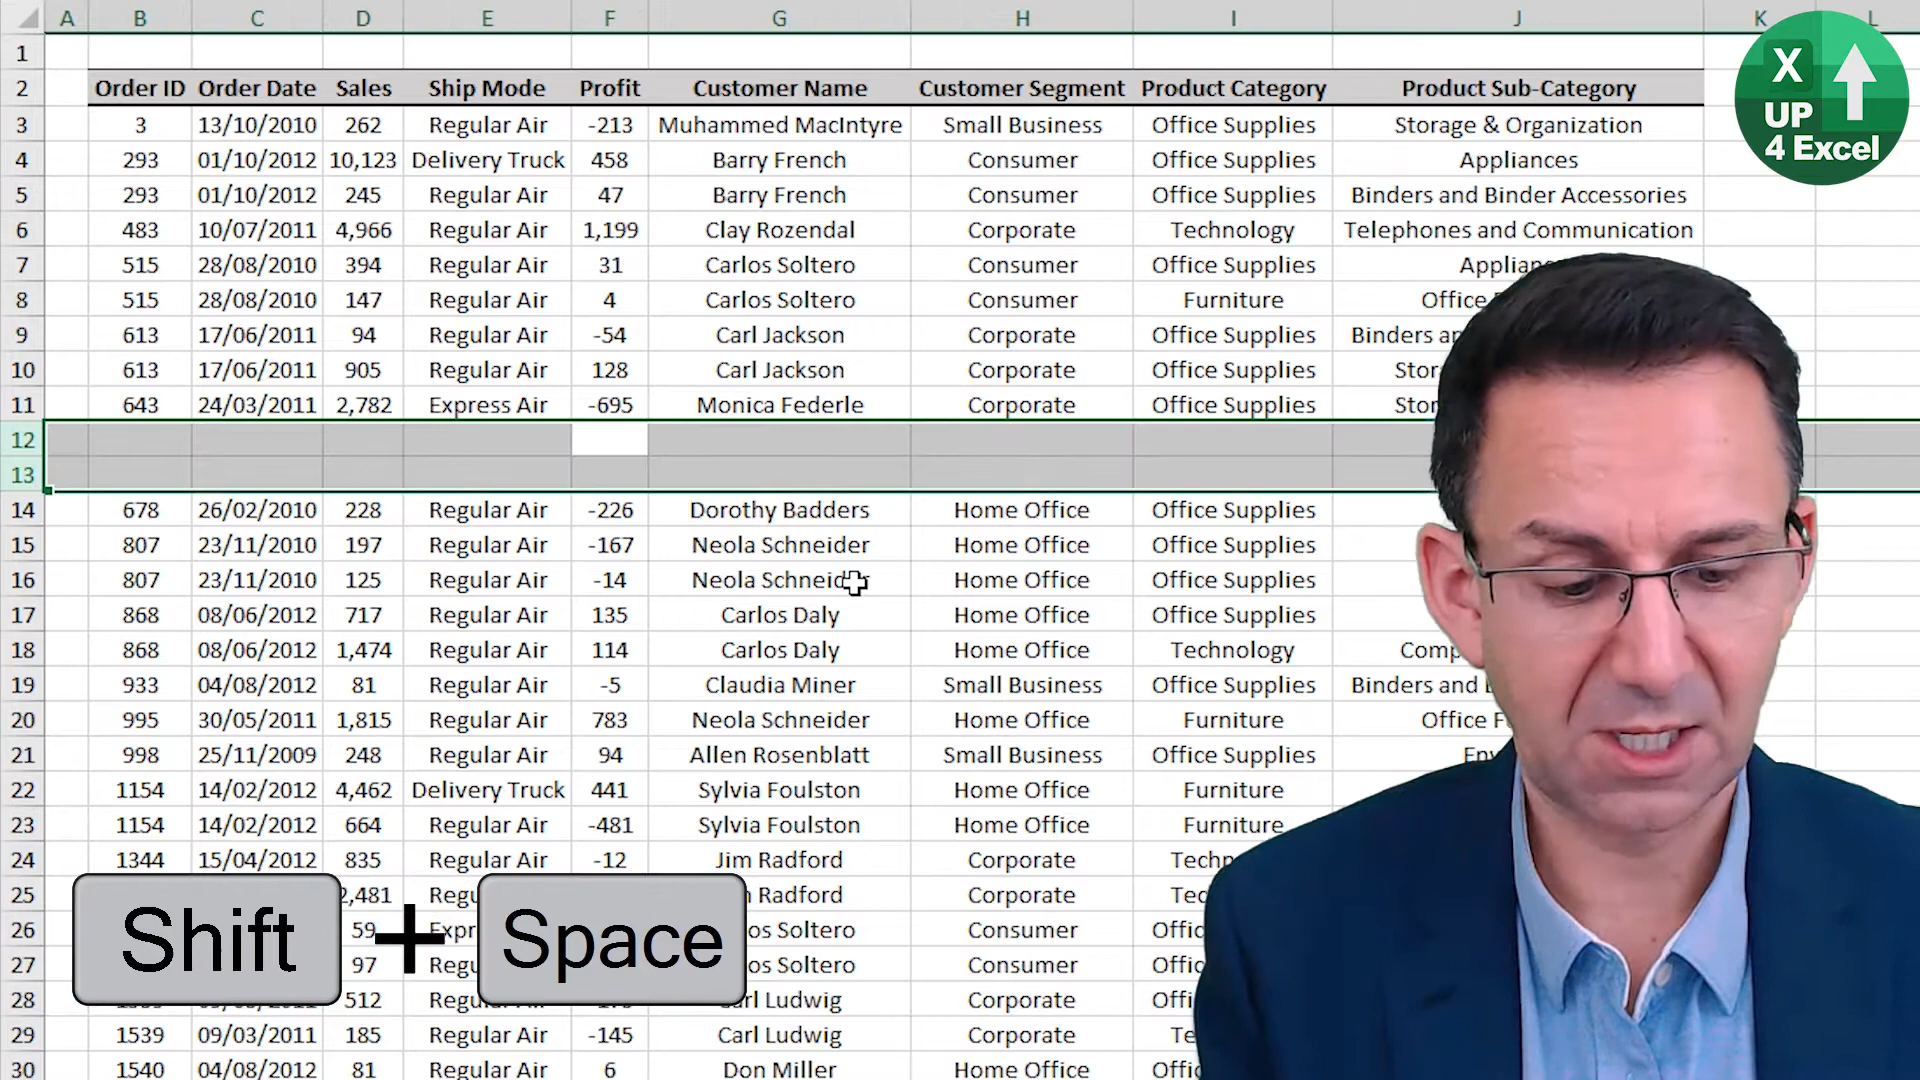 A B C D E F G H I J K L
1
2 Order ID Order Date Sales Ship Mode Profit Customer Name Customer Segment Product Category Product Sub-Category
3 3 13/10/2010 262 Regular Air -213 Muhammed MacIntyre Small Business Office Supplies Storage & Organization
4 293 01/10/2012 10,123 Delivery Truck 458 Barry French Consumer Office Supplies Appliances
5 293 01/10/2012 245 Regular Air 47 Barry French Consumer Office Supplies Binders and Binder Accessories
6 483 10/07/2011 4,966 Regular Air 1,199 Clay Rozendal Corporate Technology Telephones and Communication
7 515 28/08/2010 394 Regular Air 31 Carlos Soltero Consumer Office Supplies
8 515 28/08/2010 147 Regular Air 4 Carlos Soltero Consumer Furniture Office
9 613 17/06/2011 94 Regular Air -54 Carl Jackson Corporate Office Supplies Binders
10 613 17/06/2011 905 Regular Air 128 Carl Jackson Corporate Office Supplies
11 643 24/03/2011 2,782 Express Air -695 Monica Federle Corporate Office Supplies
12
13
14 678 26/02/2010 228 Regular Air -226 Dorothy Badders Home Office Office Supplies
15 807 23/11/2010 197 Regular Air -167 Neola Schneider Home Office Office Supplies
16 807 23/11/2010 125 Regular Air -14 Neola Schneider Home Office Office Supplies
17 868 08/06/2012 717 Regular Air 135 Carlos Daly Home Office Office Supplies
18 868 08/06/2012 1,474 Regular Air 114 Carlos Daly Home Office Technology
19 933 04/08/2012 81 Regular Air -5 Claudia Miner Small Business Office Supplies Binders and
20 995 30/05/2011 1,815 Regular Air 783 Neola Schneider Home Office Furniture Office
21 998 25/11/2009 248 Regular Air 94 Allen Rosenblatt Small Business Office Supplies
22 1154 14/02/2012 4,462 Delivery Truck 441 Sylvia Foulston Home Office Furniture
23 1154 14/02/2012 664 Regular Air -481 Sylvia Foulston Home Office Furniture
24 1344 15/04/2012 835 Regular Air -12 Jim Radford Corporate
25 2,481 Radford Corporate
26 59 Soltero Consumer
27 97 Soltero Consumer
28 512 Ludwig Corporate
29 1539 09/03/2011 185 Regular Air -145 Carl Ludwig Corporate
30 1540 04/08/2012 81 Regular Air 6 Don Miller Home Office
X
UP
4 Excel
Shift + Space